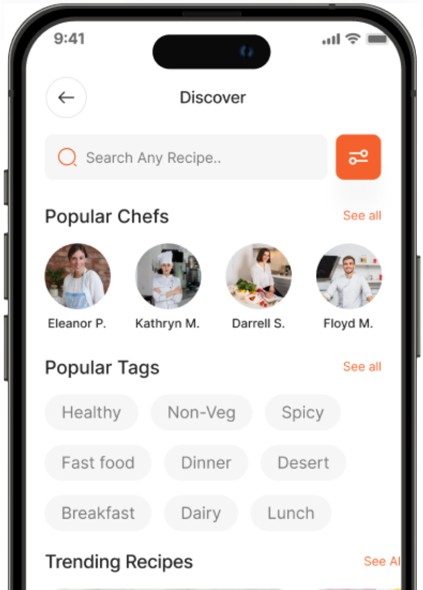 9:41
Discover
Search Any Recipe..
Popular Chefs See all
Eleanor P. Kathryn M. Darrell S. Floyd M.
Popular Tags See all
Healthy Non-Veg Spicy
Fast food Dinner Desert
Breakfast Dairy Lunch
Trending Recipes See Al